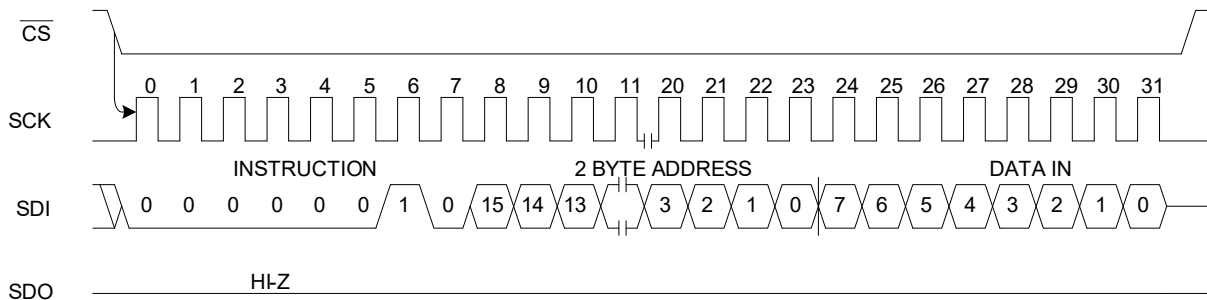 CS
0 1 2 3 4 5 6 7 8 9 10 11 20 21 22 23 24 25 26 27 28 29 30 31
SCK
INSTRUCTION 2 BYTE ADDRESS DATA IN
SDI 0 0 0 0 0 0 1 0 15 14 13 3 2 1 0 7 6 5 4 3 2 1 0
HI-Z
SDO